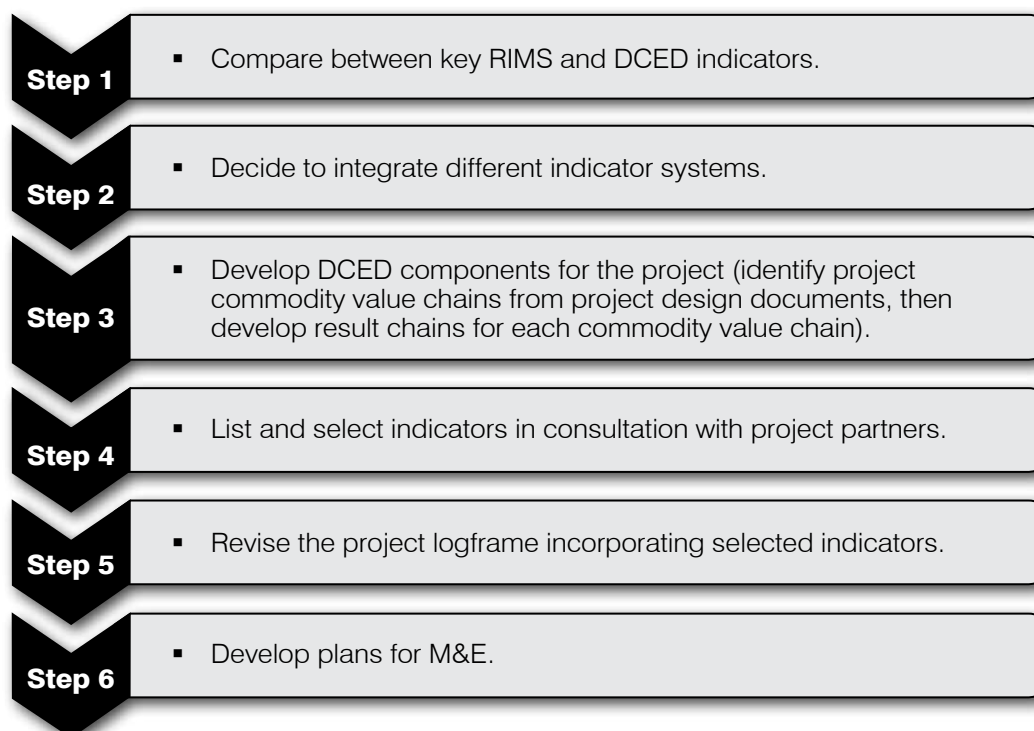 Step 1
▪ Compare between key RIMS and DCED indicators.
Step 2
▪ Decide to integrate different indicator systems.
Step 3
▪ Develop DCED components for the project (identify project
commodity value chains from project design documents, then
develop result chains for each commodity value chain).
Step 4
▪ List and select indicators in consultation with project partners.
Step 5
▪ Revise the project logframe incorporating selected indicators.
Step 6
▪ Develop plans for M&E.